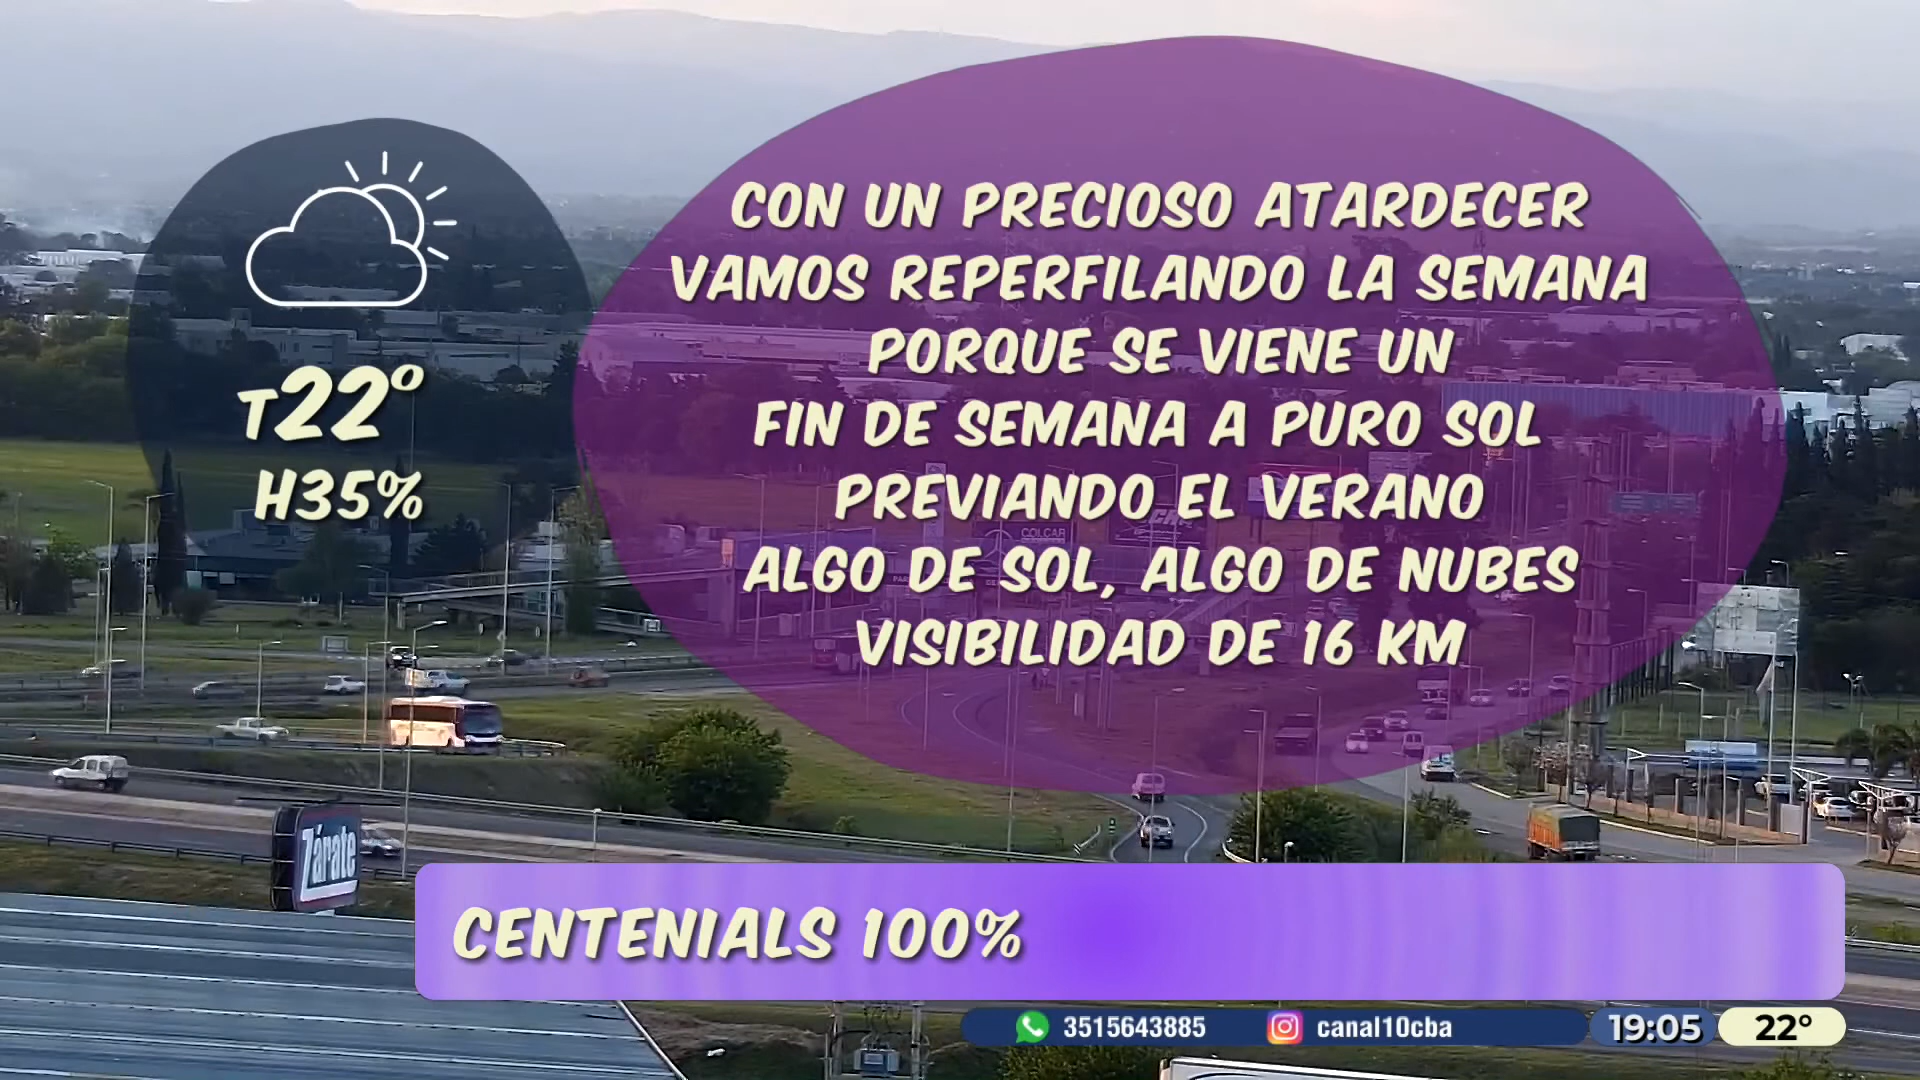 T22°
H35%
CON UN PRECIOSO ATARDECER
VAMOS REPERFILANDO LA SEMANA
PORQUE SE VIENE UN
FIN DE SEMANA A PURO SOL
PREVIANDO EL VERANO
ALGO DE SOL, ALGO DE NUBES
VISIBILIDAD DE 16 KM
COLCAR
Zárate
CENTENIALS 100%
3515643885
canal10cba
19:05
22°